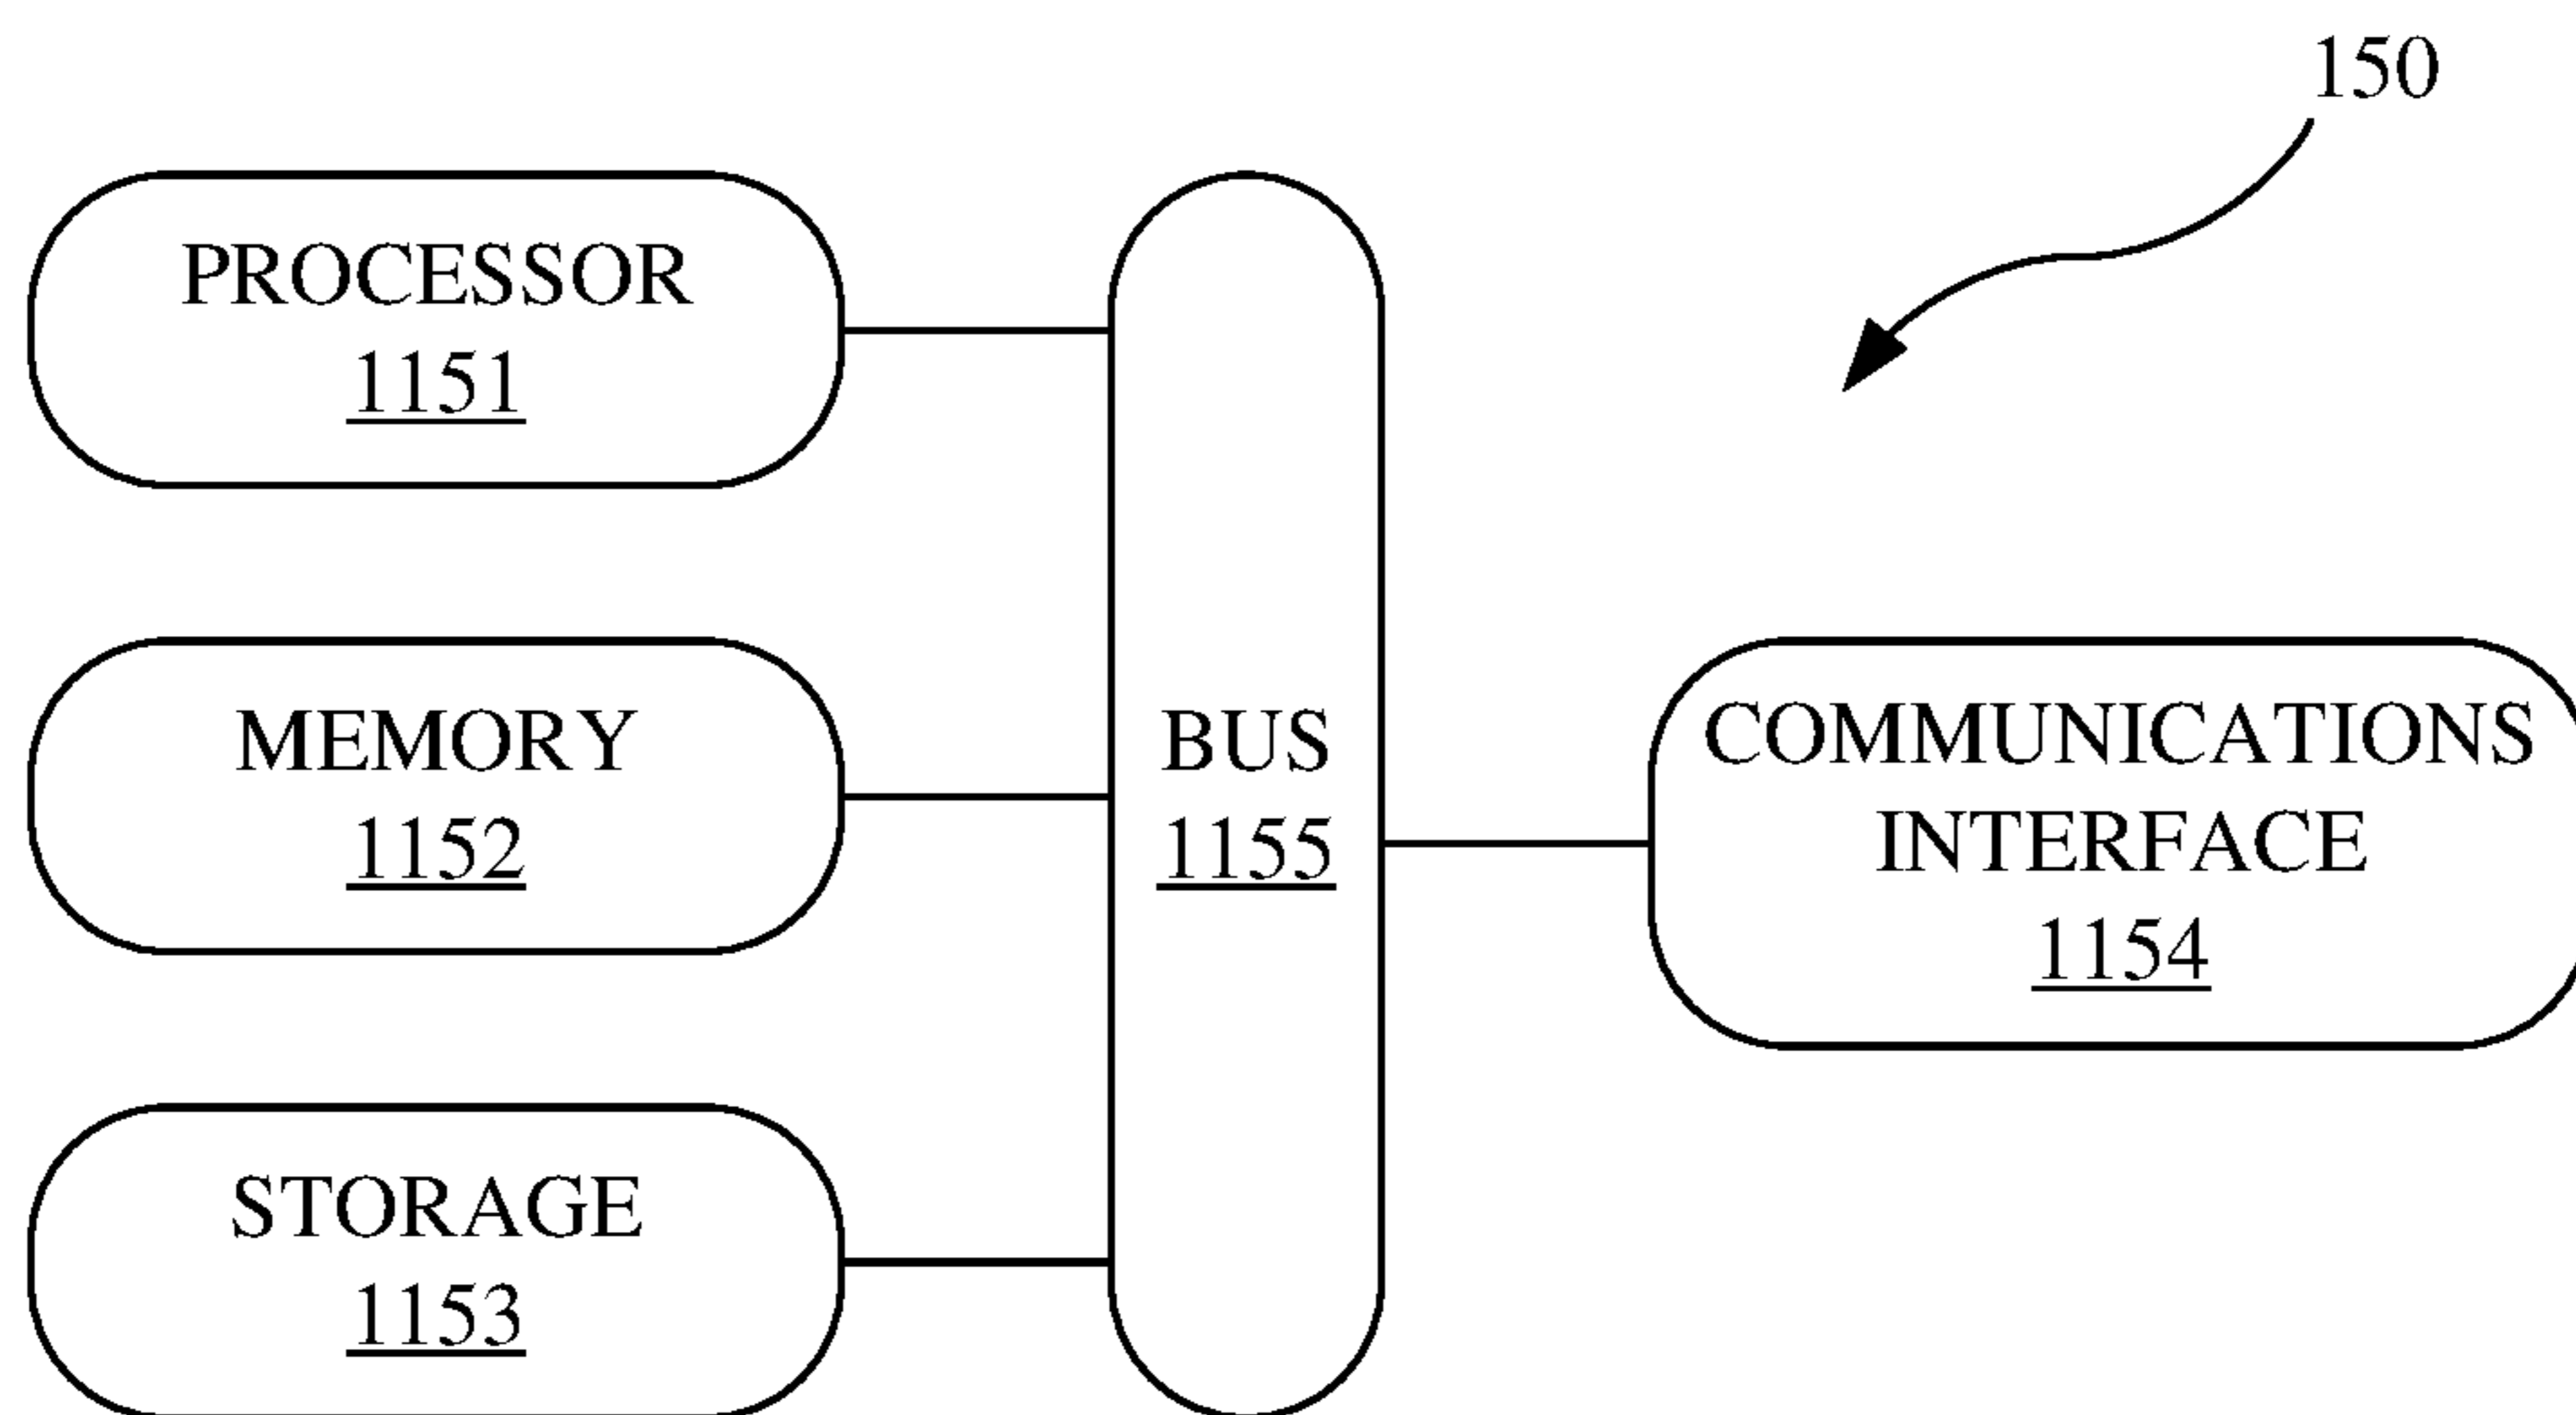 150
PROCESSOR
1151
MEMORY
1152
STORAGE
1153
BUS
1155
COMMUNICATIONS
INTERFACE
1154